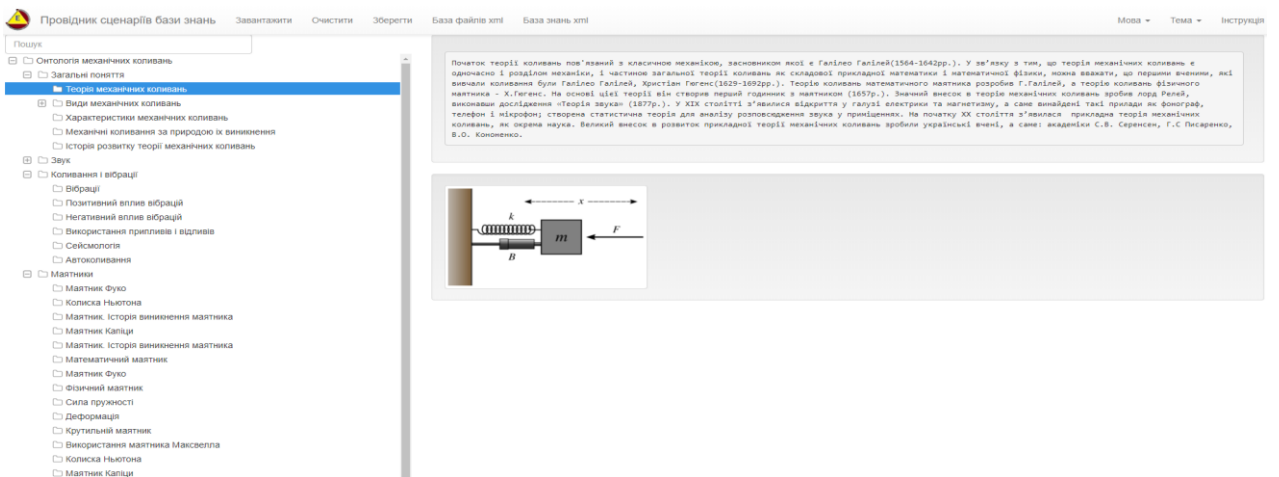 Провідник сценаріїв бази знань Завантажити Очистити Зберегти База файлів xml База знань xml Мова Тема Інструкція
Пошук
Онтологія механічних коливань
Загальні поняття
Теорія механічних коливань
Види механічних коливань
Характеристики механічних коливань
Механічні коливання за природою їх виникнення
Історія розвитку теорії механічних коливань
Звук
Коливання і вібрації
Вібрації
Позитивний вплив вібрацій
Негативний вплив вібрацій
Використання припливів і відливів
Сейсмологія
Автоколивання
Маятники
Маятник Фуко
Колиска Ньютона
Маятник. Історія виникнення маятника
Маятник Капіци
Маятник. Історія виникнення маятника
Математичний маятник
Маятник Фуко
Фізичний маятник
Сила пружності
Деформація
Крутильній маятник
Використання маятника Максвелла
Колиска Ньютона
Маятник Капіци
Початок теорії коливань пов'язаний з класичною механікою, засновником якої є Галілео Галілей(1564-1642рр.). У зв'язку з тим, що теорія механічних коливань є
одночасно і розділом механіки, і частиною загальної теорії коливань як складової прикладної математики і математичної фізики, можна вважати, що першими вченими, які
вивчали коливання були Галілео Галілей, Христіан Гюгенс(1629-1692рр.). Теорію коливань математичного маятника розробив Г.Галілей, а теорію коливань фізичного
маятника - Х.Гюгенс. На основі цієї теорії він створив перший годинник з маятником (1657р.). Значний внесок в теорію механічних коливань зробив лорд Релей,
виконавши дослідження «Теорія звука» (1877р.). У XIX столітті з'явилися відкриття у галузі електрики та магнетизму, а саме винайдені такі прилади як фонограф,
телефон і мікрофон; створена статистична теорія для аналізу розповсюдження звука у приміщеннях. На початку XX століття з'явилася прикладна теорія механічних
коливань, як окрема наука. Великий внесок в розвиток прикладної теорії механічних коливань зробили українські вчені, а саме: академіки С.В. Серенсен, Г.С Писаренко,
В.О. Кононенко.
x
k
m
F
B